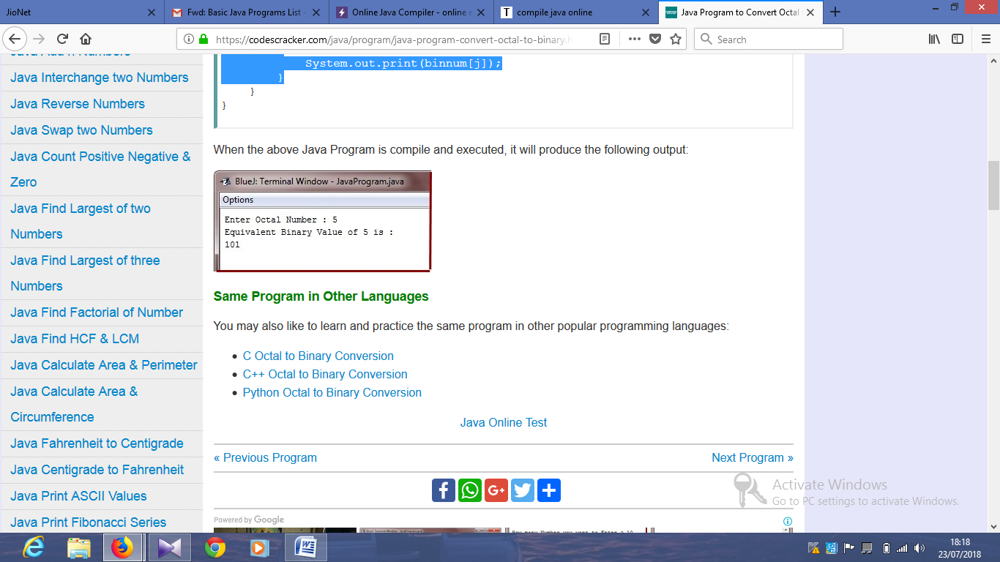 JioNet
Fwd: Basic Java Programs List -
Online Java Compiler - online e
compile java online
Java Program to Convert Octal
https://codescracker.com/java/program/java-program-convert-octal-to-binary.h
Search
Java Add n Numbers
Java Interchange two Numbers
Java Reverse Numbers
Java Swap two Numbers
Java Count Positive Negative &
Zero
Java Find Largest of two
Numbers
Java Find Largest of three
Numbers
Java Find Factorial of Number
Java Find HCF & LCM
Java Calculate Area & Perimeter
Java Calculate Area &
Circumference
Java Fahrenheit to Centigrade
Java Centigrade to Fahrenheit
Java Print ASCII Values
Java Print Fibonacci Series
System.out.print(binnum[j]);
}
}
}
When the above Java Program is compile and executed, it will produce the following output:
BlueJ: Terminal Window - JavaProgram.java
Options
Enter Octal Number : 5
Equivalent Binary Value of 5 is :
101
Same Program in Other Languages
You may also like to learn and practice the same program in other popular programming languages:
• C Octal to Binary Conversion
• C++ Octal to Binary Conversion
• Python Octal to Binary Conversion
Java Online Test
« Previous Program
Next Program »
Activate Windows
Go to PC settings to activate Windows.
Powered by Google
18:18
23/07/2018